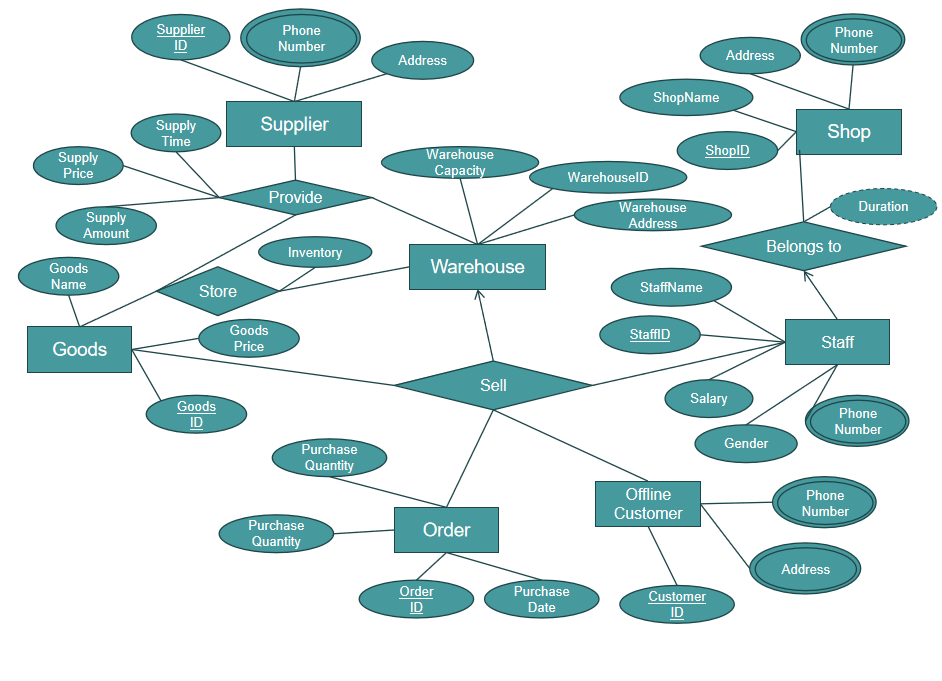 Supplier
ID
Phone
Number
Address
Phone
Number
Address
ShopName
Supplier
Shop
Supply
Time
ShopID
Supply
Price
Warehouse
Capacity
WarehouseID
Provide
Duration
Supply
Amount
Warehouse
Address
Belongs to
Inventory
Goods
Name
Warehouse
Store
StaffName
Goods
Goods
Price
StaffID
Staff
Sell
Salary
Goods
ID
Phone
Number
Gender
Purchase
Quantity
Offline
Customer
Phone
Number
Purchase
Quantity
Order
Address
Order
ID
Purchase
Date
Customer
ID